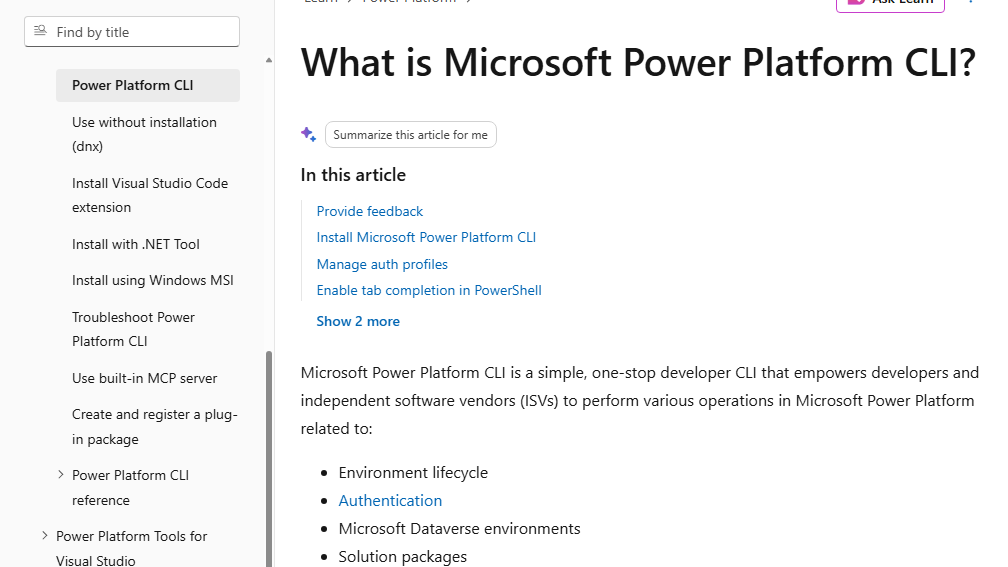 Learn
Power Platform
Ask Learn
Find by title
Power Platform CLI
Use without installation
(dnx)
Install Visual Studio Code
extension
Install with .NET Tool
Install using Windows MSI
Troubleshoot Power
Platform CLI
Use built-in MCP server
Create and register a plug-
in package
Power Platform CLI
reference
Power Platform Tools for
Visual Studio
What is Microsoft Power Platform CLI?
Summarize this article for me
In this article
Provide feedback
Install Microsoft Power Platform CLI
Manage auth profiles
Enable tab completion in PowerShell
Show 2 more
Microsoft Power Platform CLI is a simple, one-stop developer CLI that empowers developers and
independent software vendors (ISVs) to perform various operations in Microsoft Power Platform
related to:
• Environment lifecycle
• Authentication
• Microsoft Dataverse environments
• Solution packages